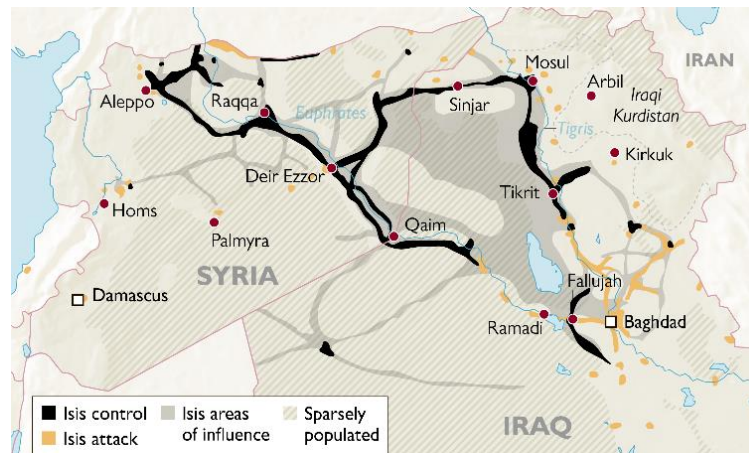 Mosul
IRAN
Aleppo
Raqqa
Euphrates
Sinjar
Arbil
Iraqi
Kurdistan
Tigris
Kirkuk
Deir Ezzor
Tikrit
Homs
Palmyra
Qaim
SYRIA
Damascus
Fallujah
Ramadi
Baghdad
Isis control
Isis attack
Isis areas
of influence
Sparsely
populated
IRAQ